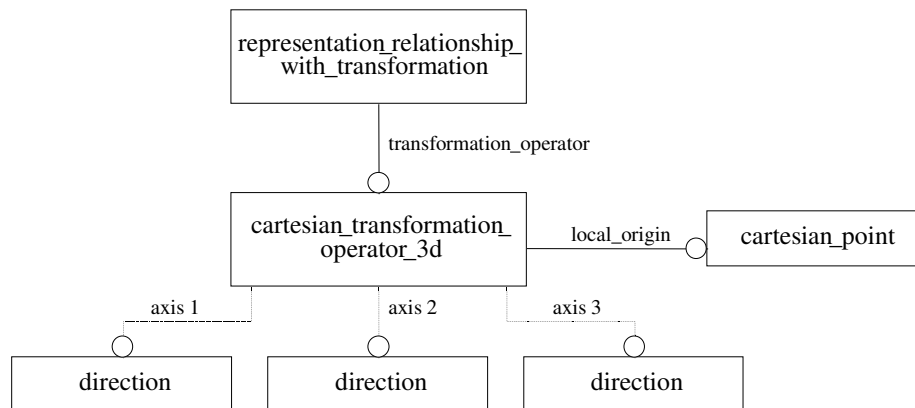 representation_relationship_
with_transformation
transformation_operator
cartesian_transformation_
operator_3d
local_origin
cartesian_point
axis 1
axis 2
axis 3
direction
direction
direction